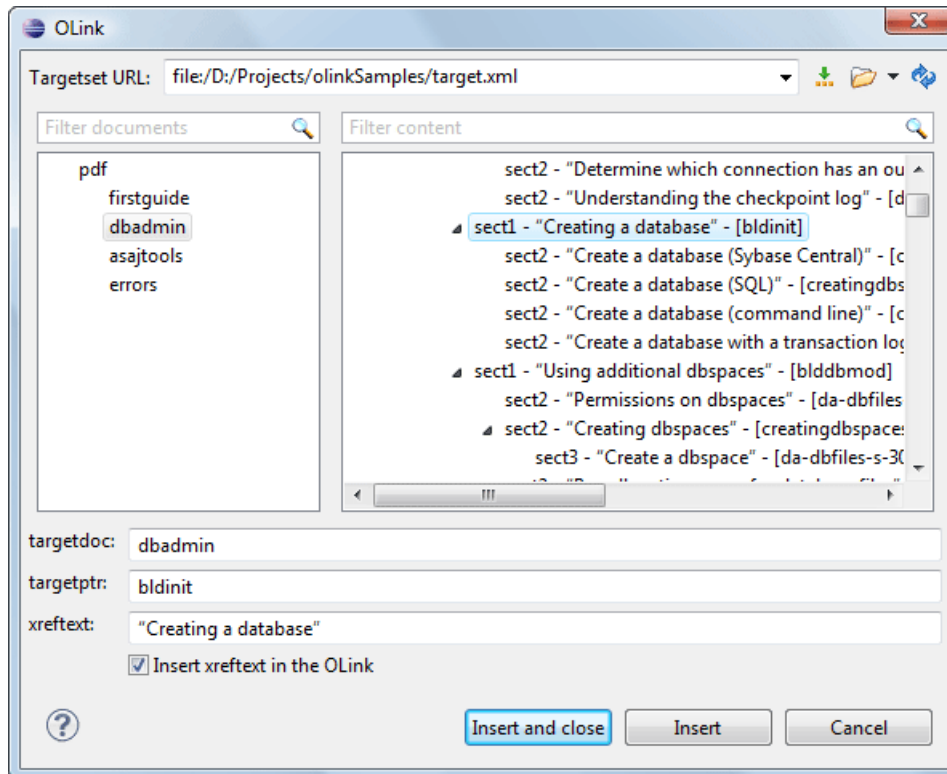 OLink
Targetset URL: file:/D:/Projects/olinkSamples/target.xml
Filter documents
Filter content
pdf
firstguide
dbadmin
asajtools
errors
sect2 - “Determine which connection has an ou
sect2 - “Understanding the checkpoint log” - [d
sect1 - “Creating a database” - [bldinit]
sect2 - “Create a database (Sybase Central)” - [c
sect2 - “Create a database (SQL)” - [creatingdbs
sect2 - “Create a database (command line)” - [c
sect2 - “Create a database with a transaction log
sect1 - “Using additional dbspaces” - [blddbmod]
sect2 - “Permissions on dbspaces” - [da-dbfiles
sect2 - “Creating dbspaces” - [creatingdbspaces
sect3 - “Create a dbspace” - [da-dbfiles-s-30
targetdoc: dbadmin
targetptr: bldinit
xreftext: “Creating a database”
Insert xreftext in the OLink
Insert and close Insert Cancel